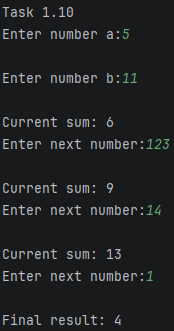 Task 1.10
Enter number a:5
Enter number b:11
Current sum: 6
Enter next number:123
Current sum: 9
Enter next number:14
Current sum: 13
Enter next number:1
Final result: 4